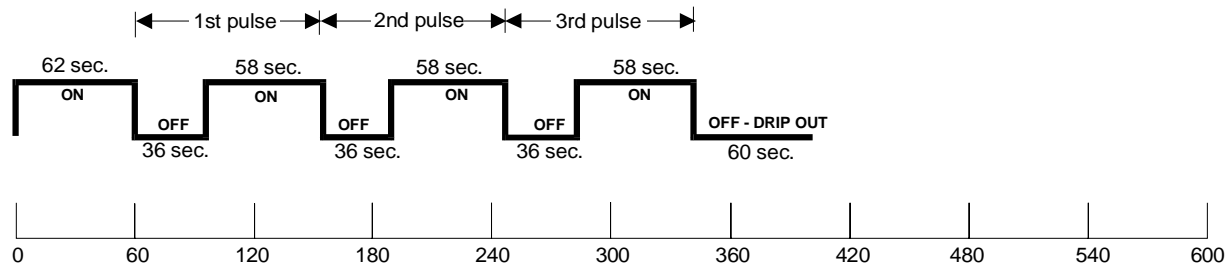 1st pulse 2nd pulse 3rd pulse
62 sec. 58 sec. 58 sec. 58 sec.
ON ON ON ON
OFF OFF OFF OFF - DRIP OUT
36 sec. 36 sec. 36 sec. 60 sec.
0 60 120 180 240 300 360 420 480 540 600